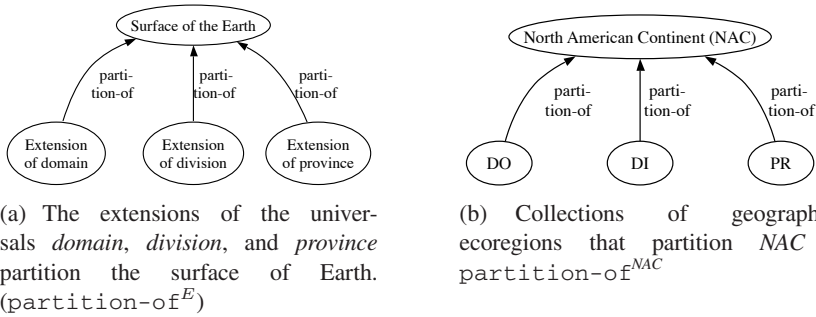 Surface of the Earth
parti-
tion-of
parti-
tion-of
parti-
tion-of
Extension
of domain
Extension
of division
Extension
of province
(a) The extensions of the univer-
sals domain, division, and province
partition the surface of Earth.
(partition-of^E)
North American Continent (NAC)
parti-
tion-of
parti-
tion-of
parti-
tion-of
DO
DI
PR
(b) Collections of geograph
ecoregions that partition NAC
partition-of^NAC